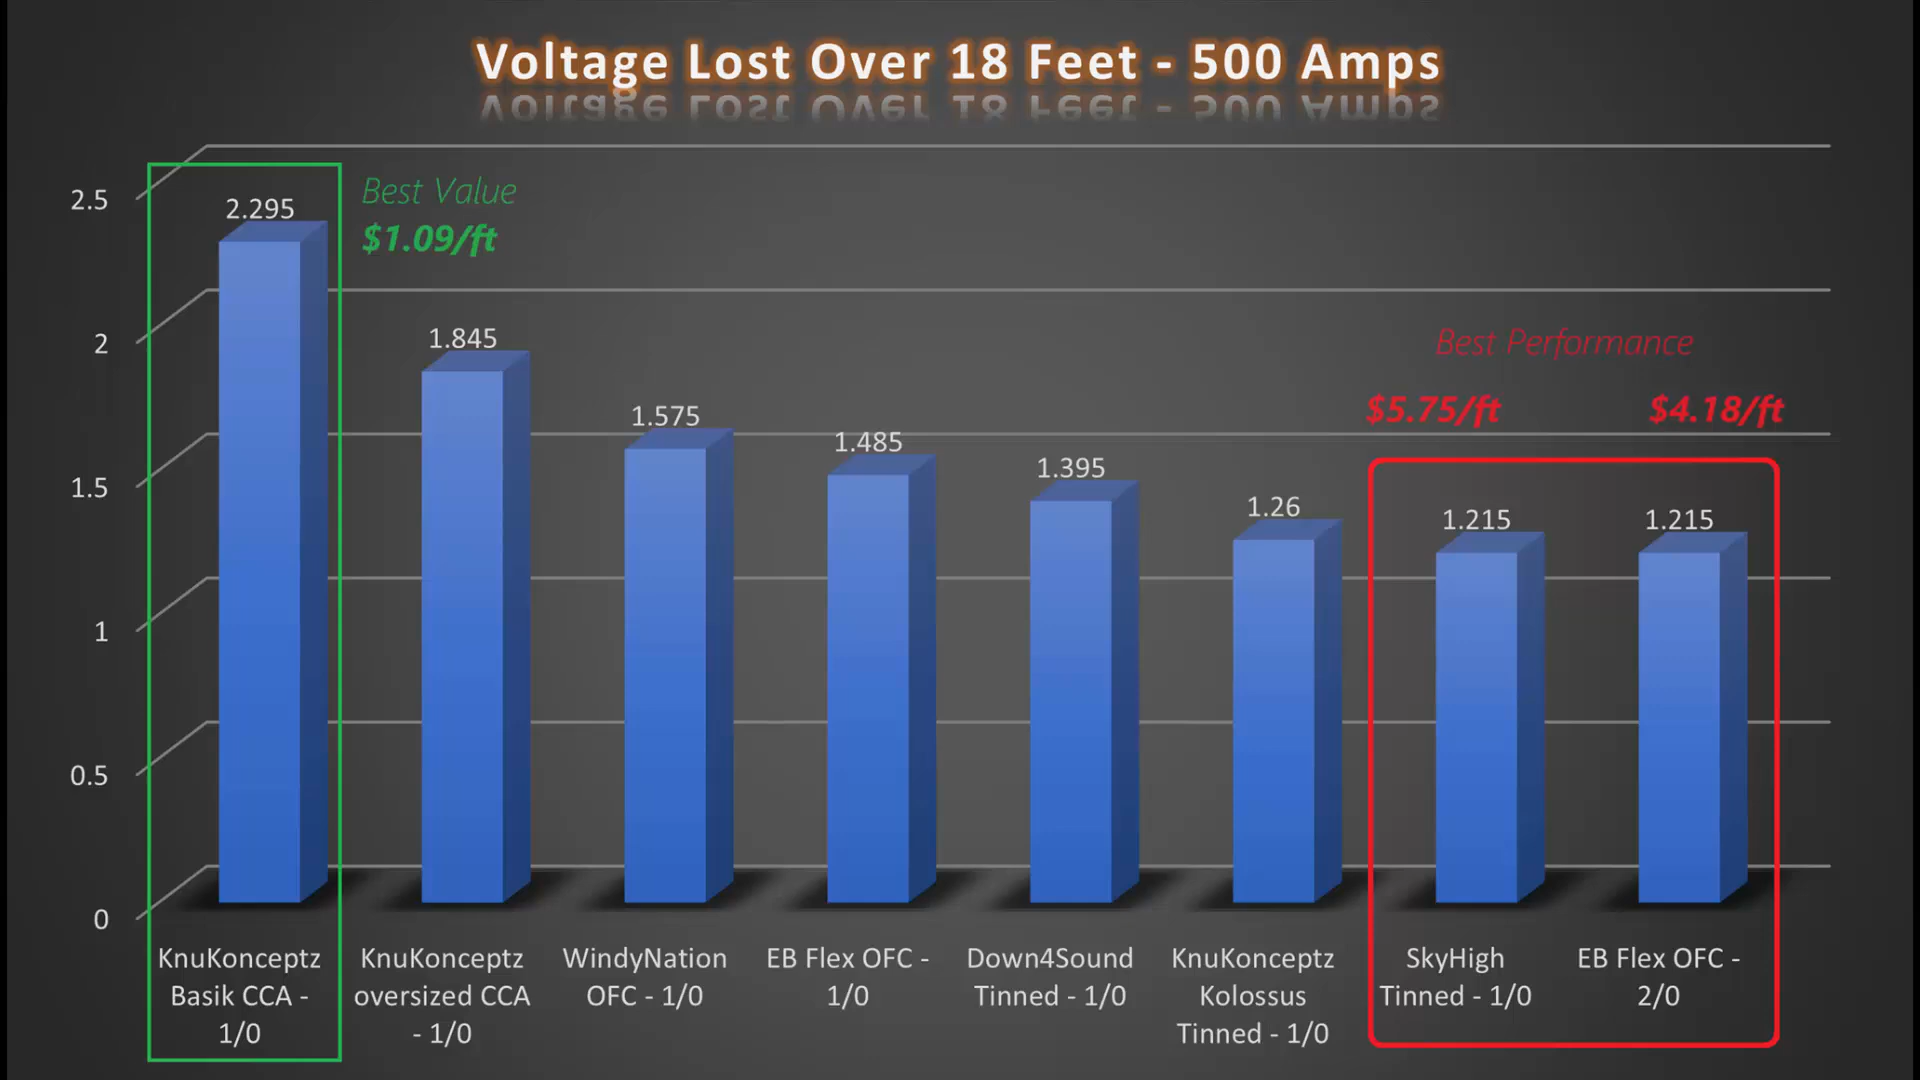 Voltage Lost Over 18 Feet - 500 Amps
2.5
2
1.5
1
0.5
0
2.295
1.845
1.575
1.485
1.395
1.26
1.215
1.215
Best Value
$1.09/ft
Best Performance
$5.75/ft
$4.18/ft
KnuKonceptz
Basik CCA -
1/0
KnuKonceptz
oversized CCA
- 1/0
WindyNation
OFC - 1/0
EB Flex OFC -
1/0
Down4Sound
Tinned - 1/0
KnuKonceptz
Kolossus
Tinned - 1/0
SkyHigh
Tinned - 1/0
EB Flex OFC -
2/0